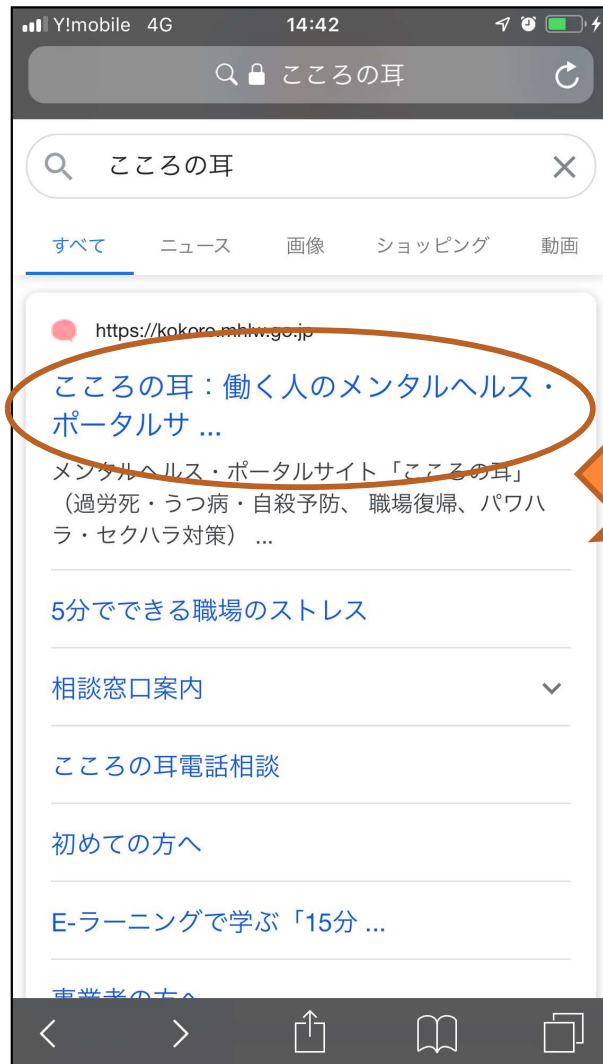 Y!mobile 4G 14:42
こころの耳
こころの耳
すべて ニュース 画像 ショッピング 動画
https://kokoro.mhlw.go.jp
こころの耳：働く人のメンタルヘルス・
ポータルサ ...
メンタルヘルス・ポータルサイト「こころの耳」
（過労死・うつ病・自殺予防、 職場復帰、パワハ
ラ・セクハラ対策） ...
5分でできる職場のストレス
相談窓口案内
こころの耳電話相談
初めての方へ
E-ラーニングで学ぶ「15分 ...
事業者の方へ